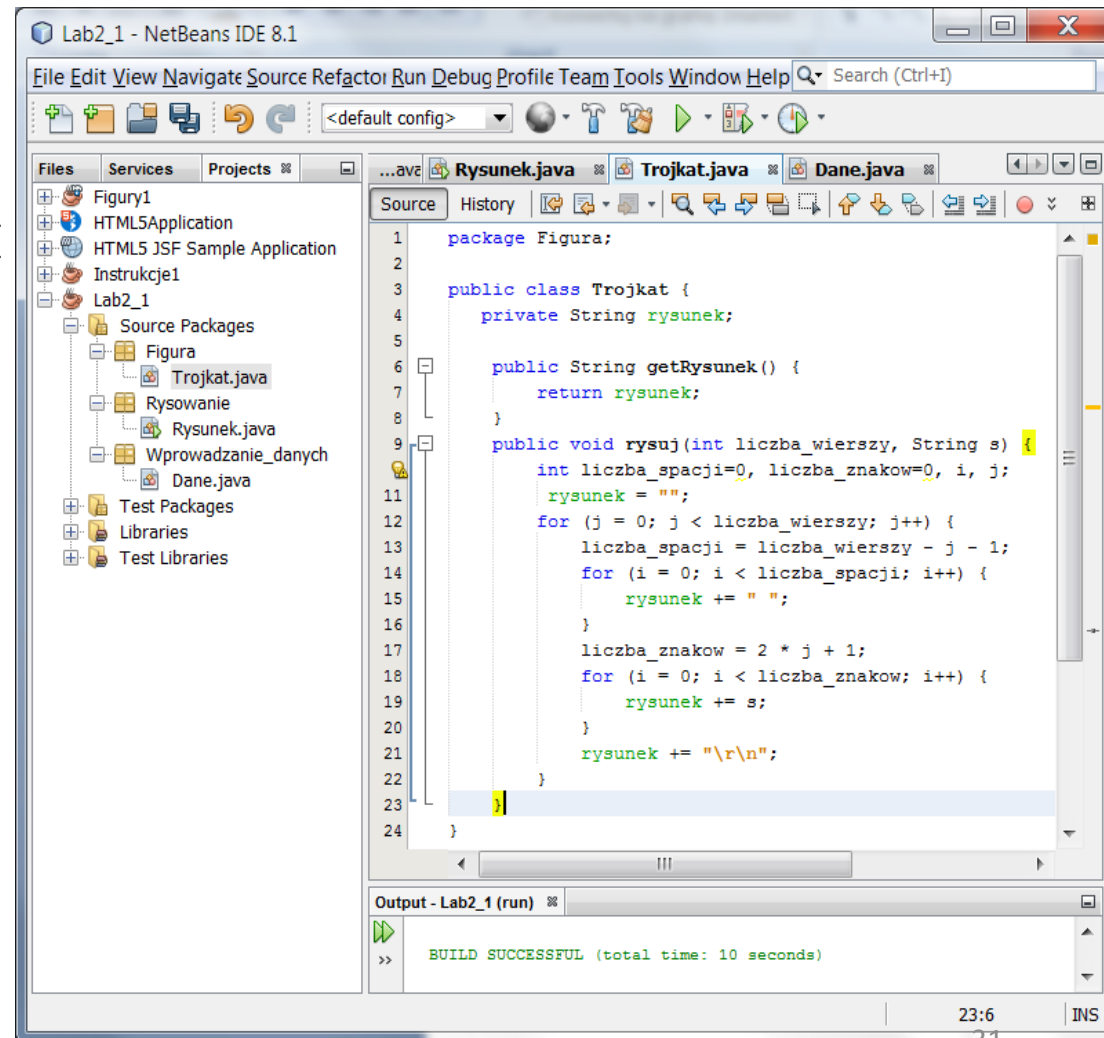 Lab2_1 - NetBeans IDE 8.1
File Edit View Navigate Source Refactor Run Debug Profile Team Tools Window Help Search (Ctrl+I)
<default config>
Files Services Projects
...ava Rysunek.java Trojkat.java Dane.java
Figury1
HTML5Application
HTML5 JSF Sample Application
Instrukcje1
Lab2_1
Source Packages
Figura
Trojkat.java
Rysowanie
Rysunek.java
Wprowadzanie_danych
Dane.java
Test Packages
Libraries
Test Libraries
Source History
1 package Figura;
2
3 public class Trojkat {
4 private String rysunek;
5
6 public String getRysunek() {
7 return rysunek;
8 }
9 public void rysuj(int liczba_wierszy, String s) {
int liczba_spacji=0, liczba_znakow=0, i, j;
11 rysunek = "";
12 for (j = 0; j < liczba_wierszy; j++) {
13 liczba_spacji = liczba_wierszy - j - 1;
14 for (i = 0; i < liczba_spacji; i++) {
15 rysunek += " ";
16 }
17 liczba_znakow = 2 * j + 1;
18 for (i = 0; i < liczba_znakow; i++) {
19 rysunek += s;
20 }
21 rysunek += "\r\n";
22 }
23 }
24 }
Output - Lab2_1 (run)
BUILD SUCCESSFUL (total time: 10 seconds)
23:6 INS